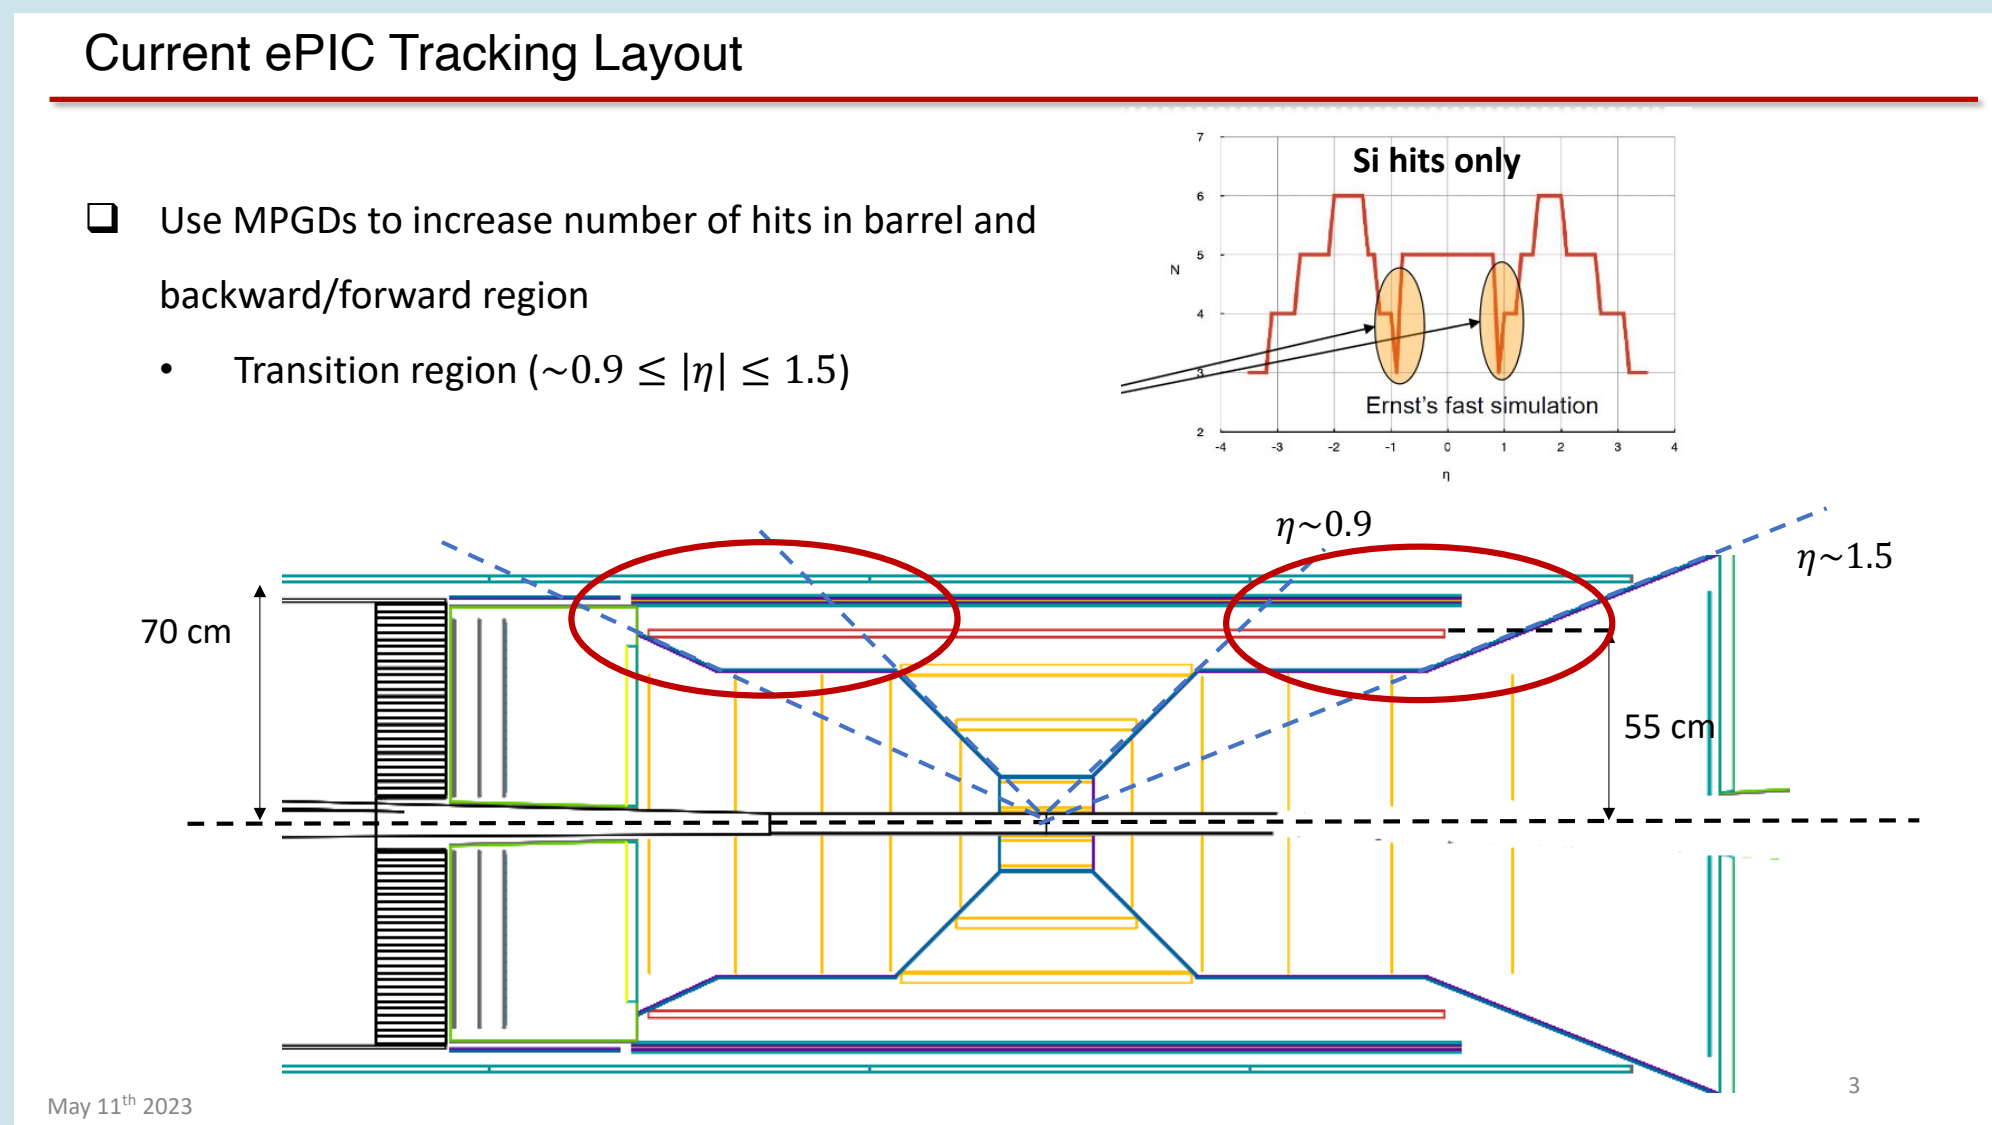 Current ePIC Tracking Layout
❑ Use MPGDs to increase number of hits in barrel and
backward/forward region
• Transition region (~0.9 ≤ |η| ≤ 1.5)
7
Si hits only
6
5
N
4
3
Ernst's fast simulation
2
-4 -3 -2 -1 0 1 2 3 4
η
η~0.9
η~1.5
70 cm
55 cm
3
May 11th 2023